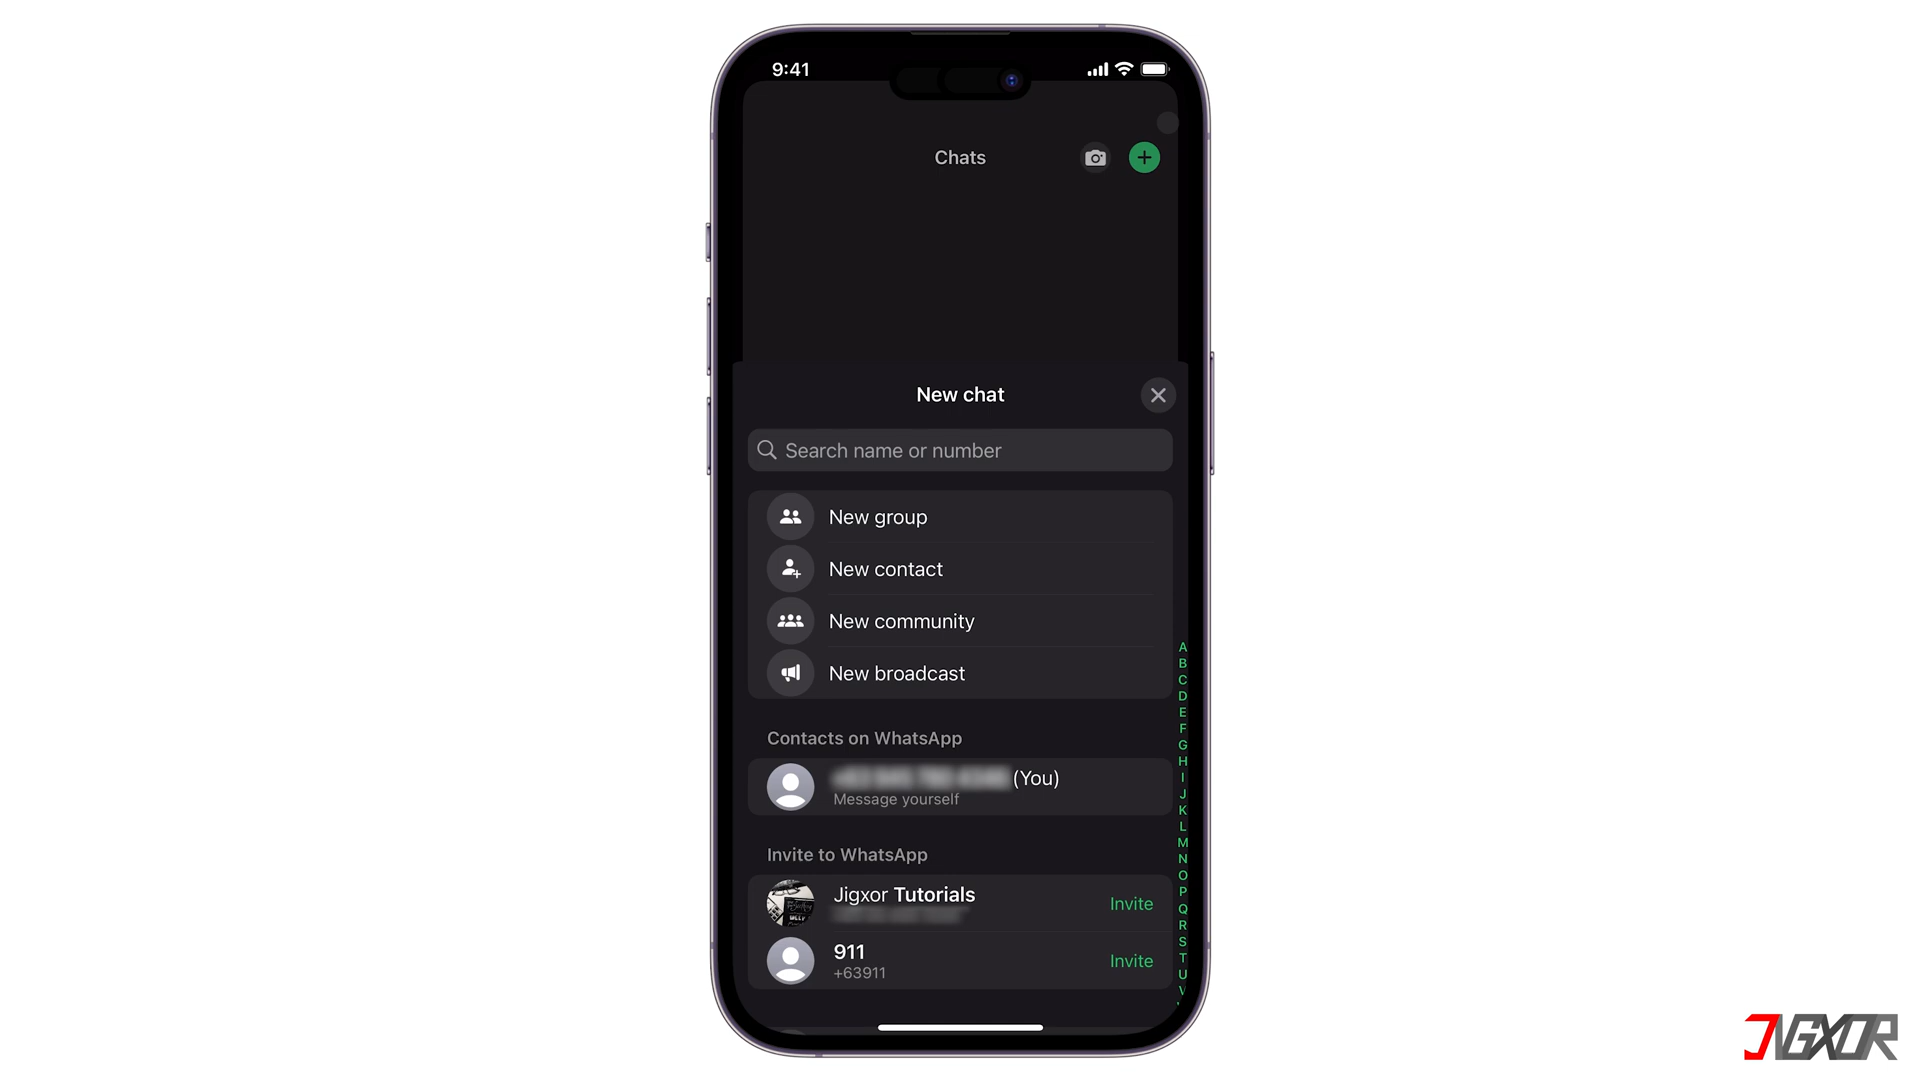 9:41
Chats
New chat
Search name or number
New group
New contact
New community
New broadcast
Contacts on WhatsApp
(You)
Message yourself
Invite to WhatsApp
Jigxor Tutorials
Invite
911
+63911
Invite
A
B
C
D
E
F
G
H
I
J
K
L
M
N
O
P
Q
R
S
T
U
V
JIGXOR